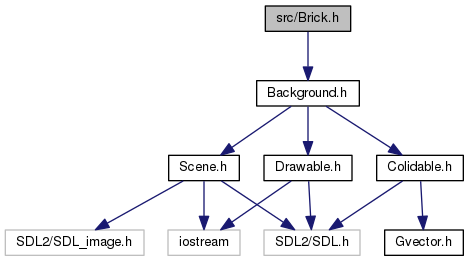 src/Brick.h
Background.h
Scene.h
Drawable.h
Colidable.h
SDL2/SDL_image.h
iostream
SDL2/SDL.h
Gvector.h